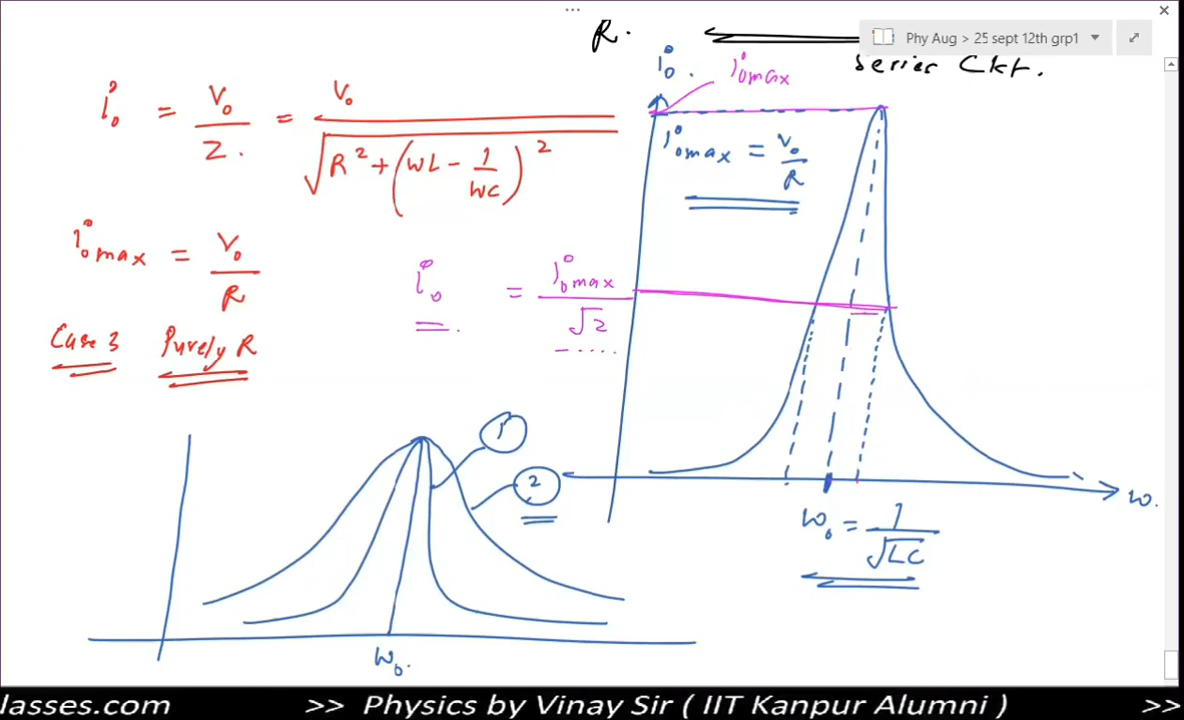 R.
Phy Aug > 25 sept 12th grp1
Series Ckt.
i₀ = V₀/Z = V₀/√(R² + (WL - 1/WC)²)
i₀max = V₀/R
Case 3 Purely R
i₀ = i₀max/√2
i₀.
i₀max
i₀max = V₀/R
ω.
ω₀ = 1/√LC
1
2
ω₀.
lasses.com >> Physics by Vinay Sir ( IIT Kanpur Alumni ) >>